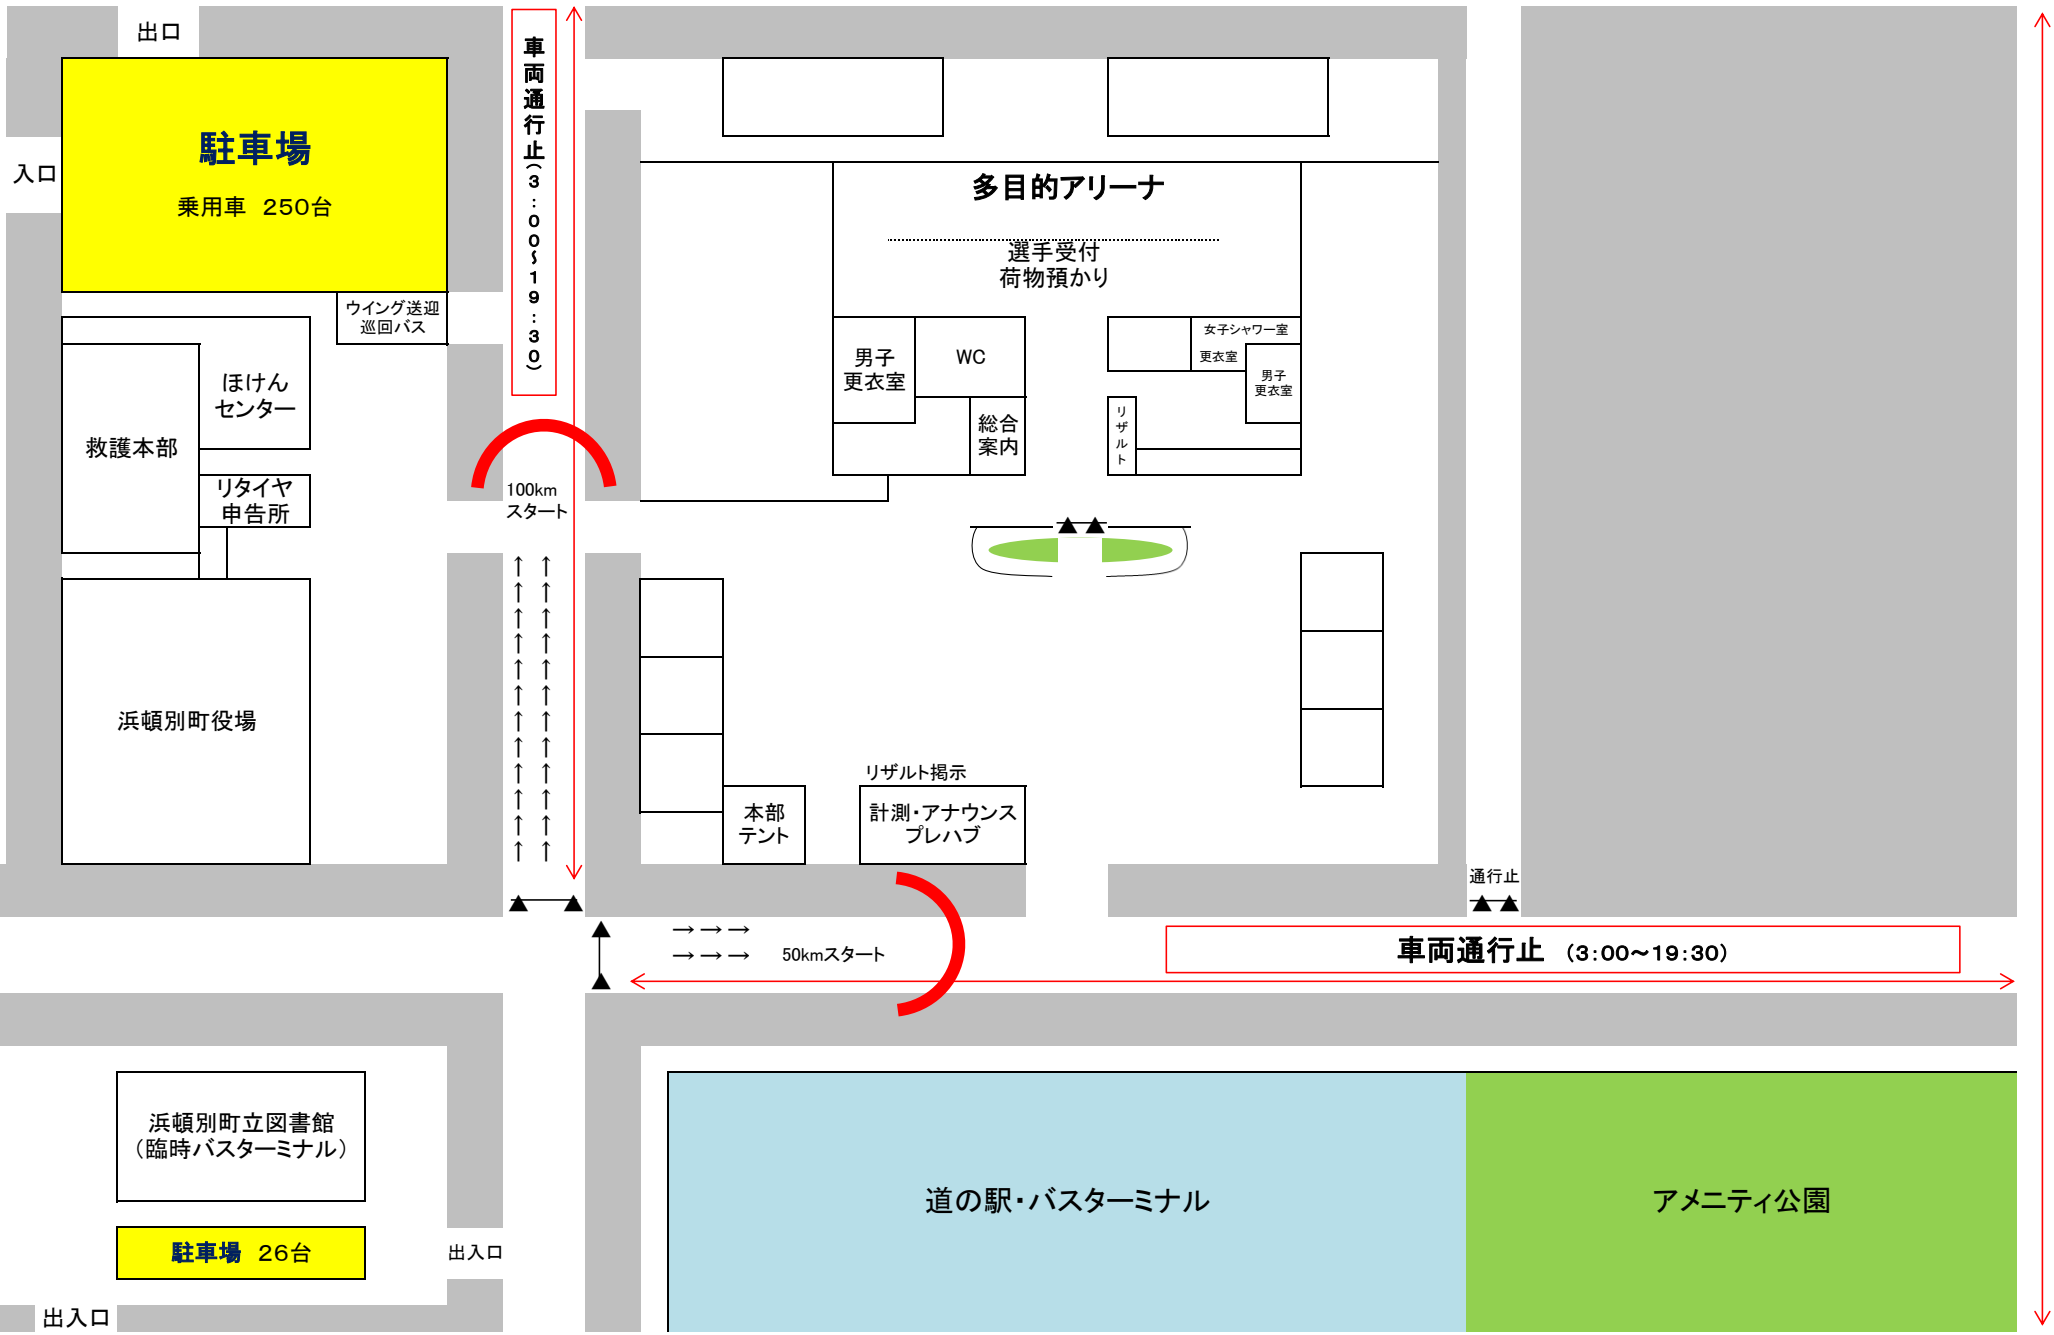 出口
車両通行止(3:00~19:30)
駐車場
入口
乗用車 250台
多目的アリーナ
選手受付
荷物預かり
ウイング送迎
巡回バス
男子
更衣室
WC
女子シャワー室
更衣室
男子
更衣室
ほけん
センター
救護本部
総合
案内
リザルト
リタイヤ
申告所
100km
スタート
↑ ↑
↑ ↑
↑ ↑
↑ ↑
↑ ↑
↑ ↑
↑ ↑
↑ ↑
↑ ↑
↑ ↑
↑ ↑
↑ ↑
浜頓別町役場
リザルト掲示
本部
テント
計測・アナウンス
プレハブ
通行止
→→→
→→→ 50kmスタート
車両通行止 (3:00~19:30)
浜頓別町立図書館
(臨時バスターミナル)
道の駅・バスターミナル
アメニティ公園
駐車場 26台
出入口
出入口